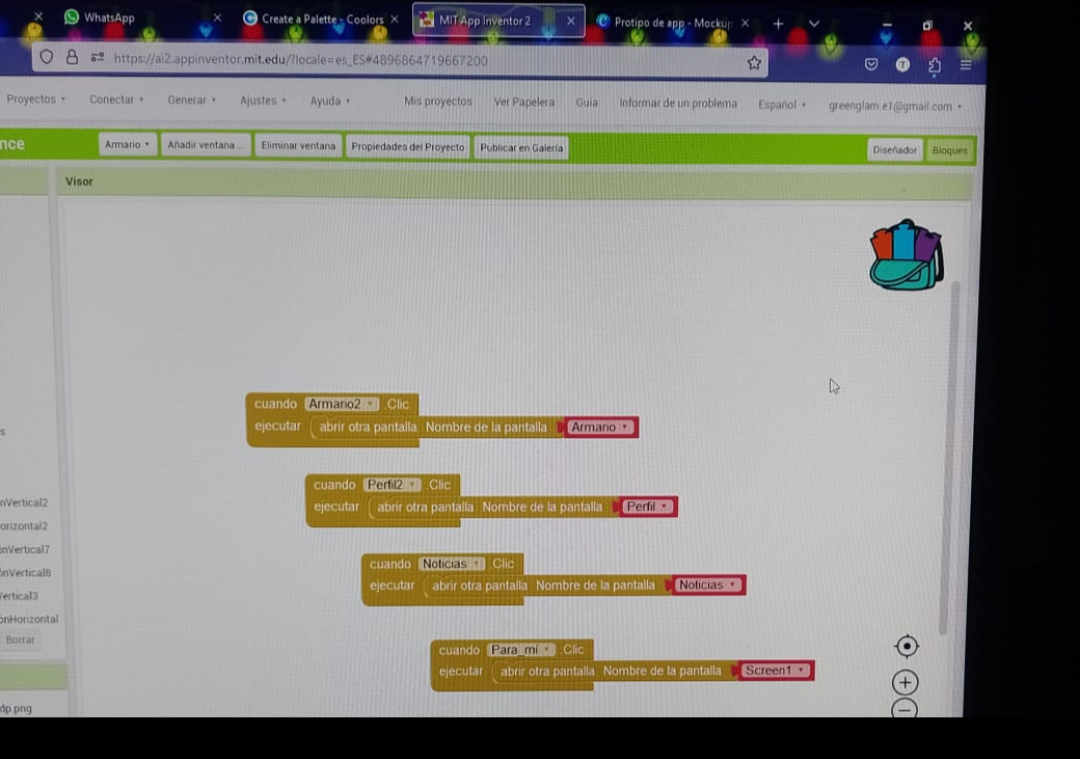 WhatsApp
Create a Palette - Coolors
MIT App Inventor 2
Protipo de app - Mockup
https://ai2.appinventor.mit.edu/?locale=es_ES#4896864719667200
Proyectos Conectar Generar Ajustes Ayuda Mis proyectos Ver Papelera Guía Informar de un problema Español greenglam.e1@gmail.com
nce Armario Añadir ventana ... Eliminar ventana Propiedades del Proyecto Publicar en Galería Diseñador Bloques
Visor
cuando Armario2 .Clic
ejecutar abrir otra pantalla Nombre de la pantalla Armario
cuando Perfil2 .Clic
ejecutar abrir otra pantalla Nombre de la pantalla Perfil
cuando Noticias .Clic
ejecutar abrir otra pantalla Nombre de la pantalla Noticias
cuando Para_mi .Clic
ejecutar abrir otra pantalla Nombre de la pantalla Screen1
s
nVertical2
orizontal2
ónVertical7
ónVertical8
Vertical3
ónHorizontal
Borrar
dp.png